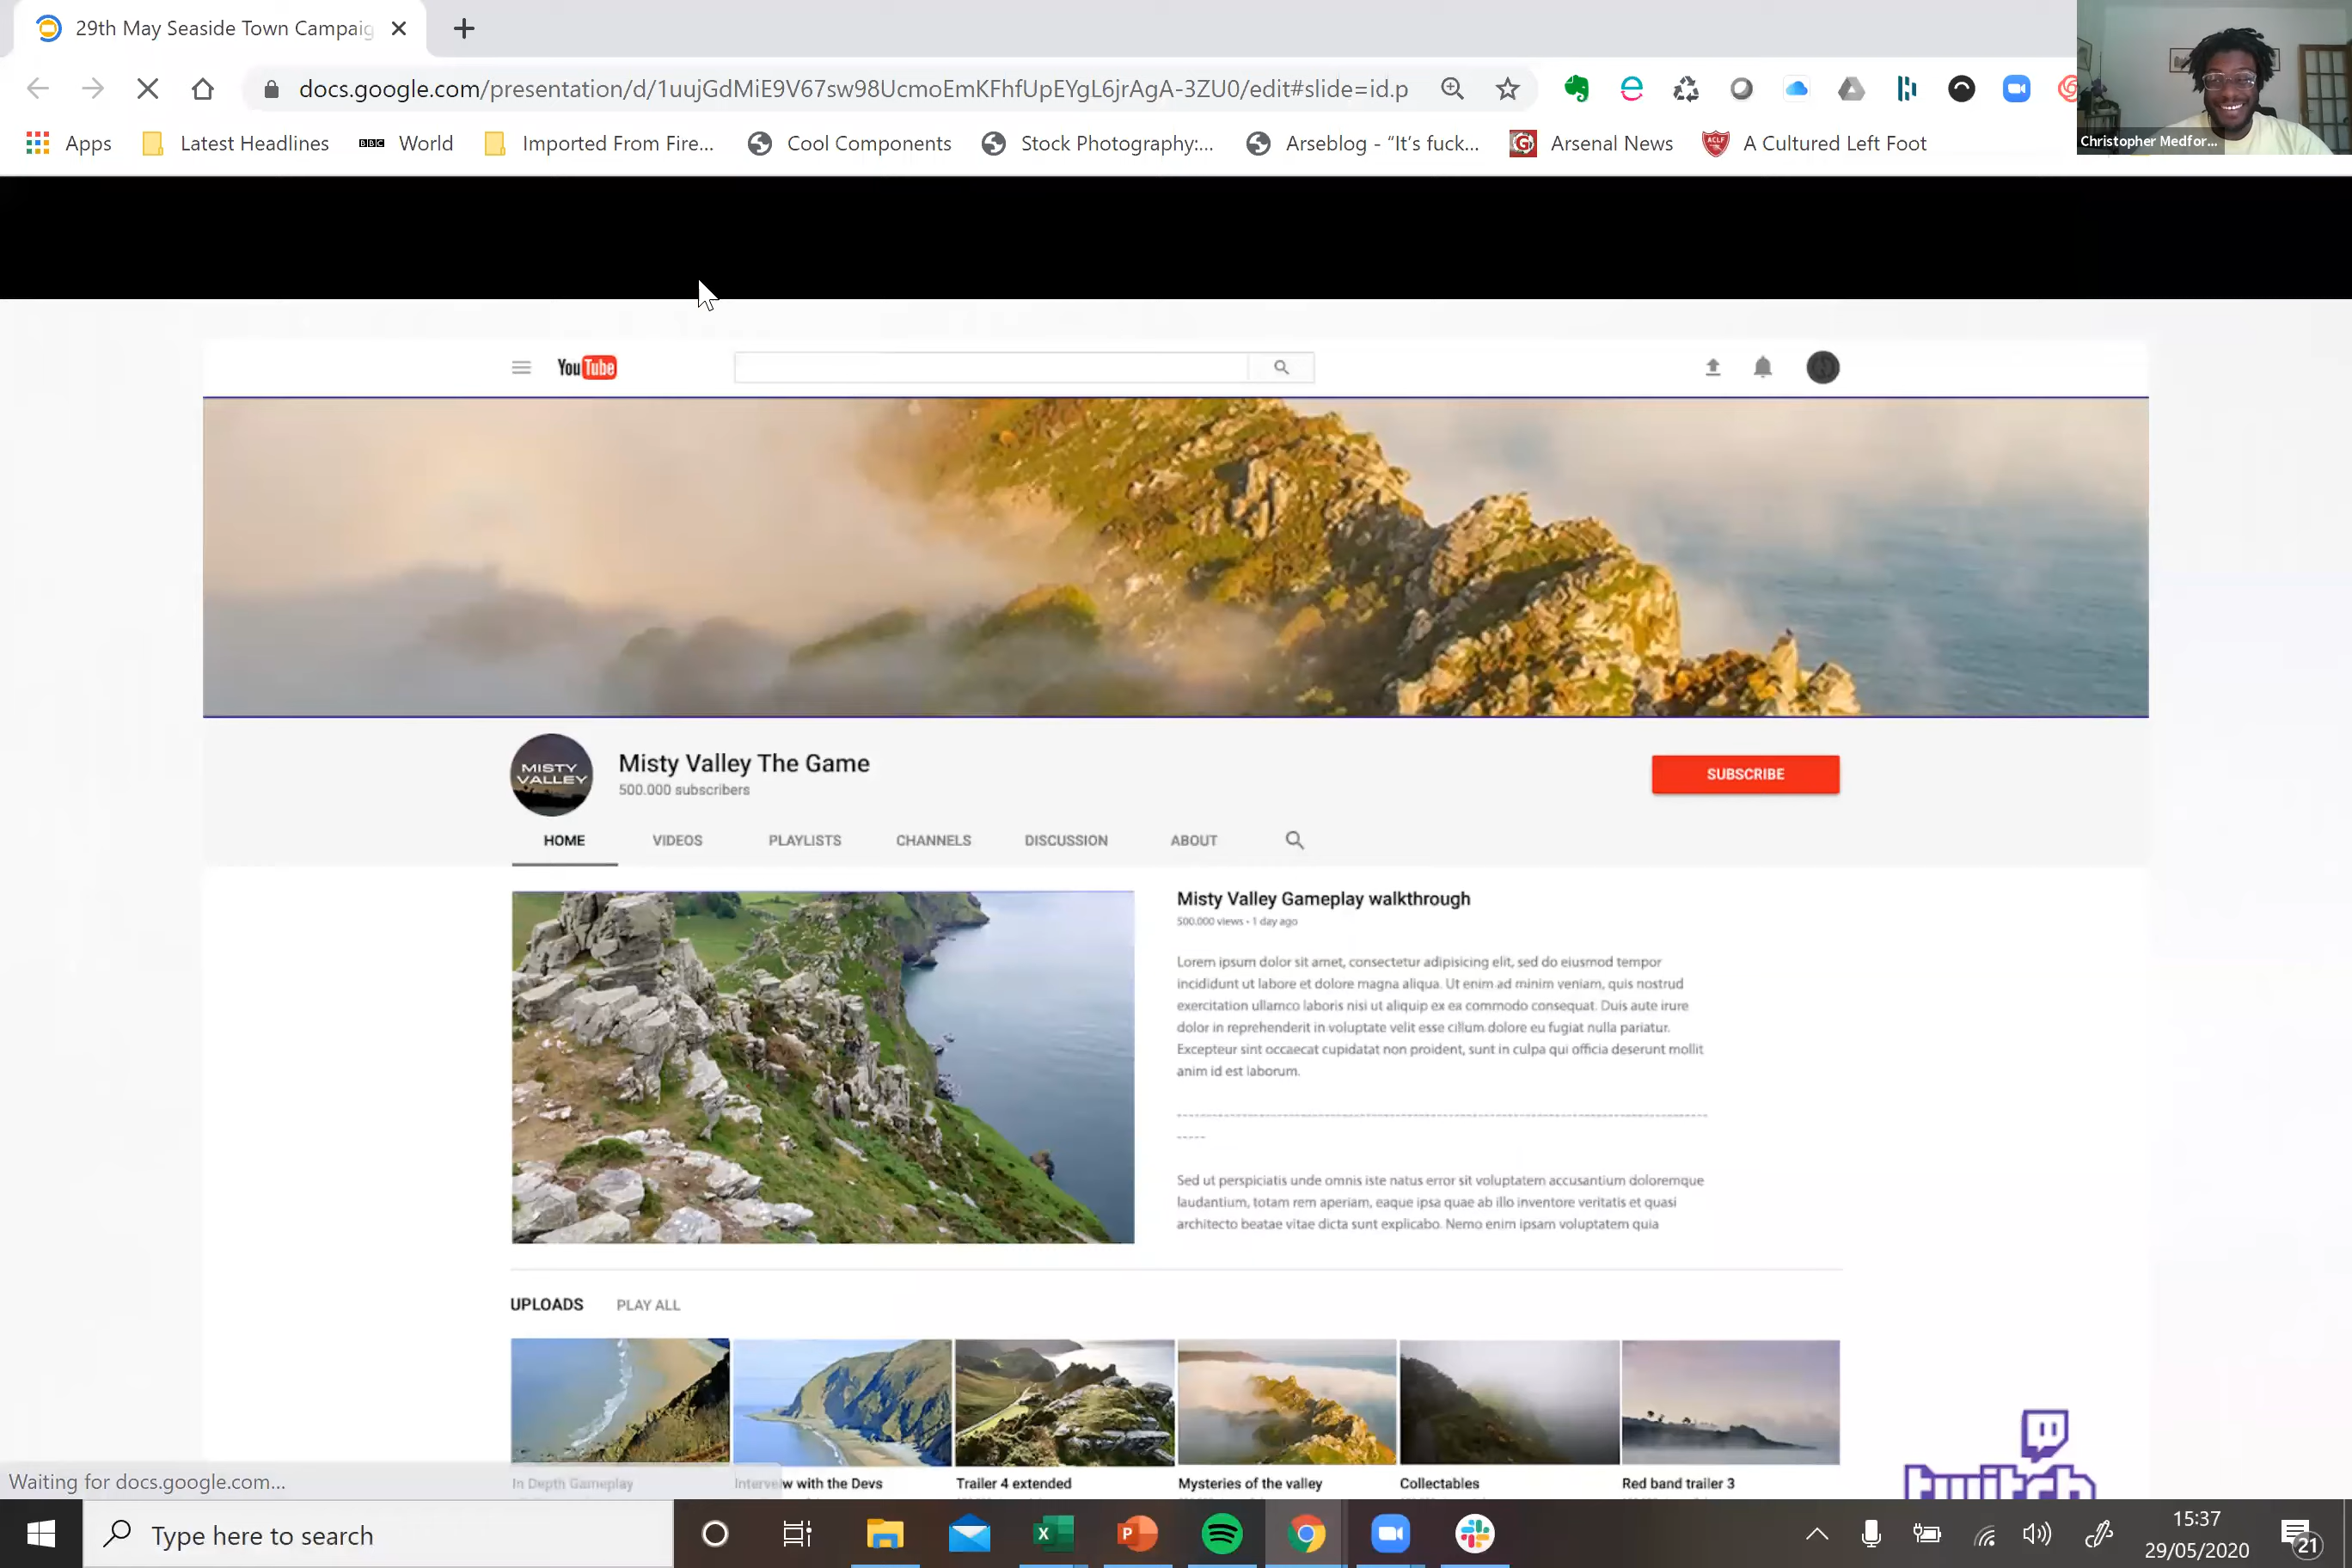 29th May Seaside Town Campaig
docs.google.com/presentation/d/1uujGdMiE9V67sw98UcmoEmKFhfUpEYgL6jrAgA-3ZU0/edit#slide=id.p
Apps Latest Headlines BBC World Imported From Fire... Cool Components Stock Photography:... Arseblog - “It's fuck... Arsenal News ACLF A Cultured Left Foot
Christopher Medfor...
YouTube
MISTY VALLEY
Misty Valley The Game
500.000 subscribers
SUBSCRIBE
HOME VIDEOS PLAYLISTS CHANNELS DISCUSSION ABOUT
Misty Valley Gameplay walkthrough
500.000 views • 1 day ago
Lorem ipsum dolor sit amet, consectetur adipisicing elit, sed do eiusmod tempor
incididunt ut labore et dolore magna aliqua. Ut enim ad minim veniam, quis nostrud
exercitation ullamco laboris nisi ut aliquip ex ea commodo consequat. Duis aute irure
dolor in reprehenderit in voluptate velit esse cillum dolore eu fugiat nulla pariatur.
Excepteur sint occaecat cupidatat non proident, sunt in culpa qui officia deserunt mollit
anim id est laborum.
Sed ut perspiciatis unde omnis iste natus error sit voluptatem accusantium doloremque
laudantium, totam rem aperiam, eaque ipsa quae ab illo inventore veritatis et quasi
architecto beatae vitae dicta sunt explicabo. Nemo enim ipsam voluptatem quia
UPLOADS PLAY ALL
In Depth Gameplay Interview with the Devs Trailer 4 extended Mysteries of the valley Collectables Red band trailer 3
twitch
Waiting for docs.google.com...
Type here to search
15:37
29/05/2020
21